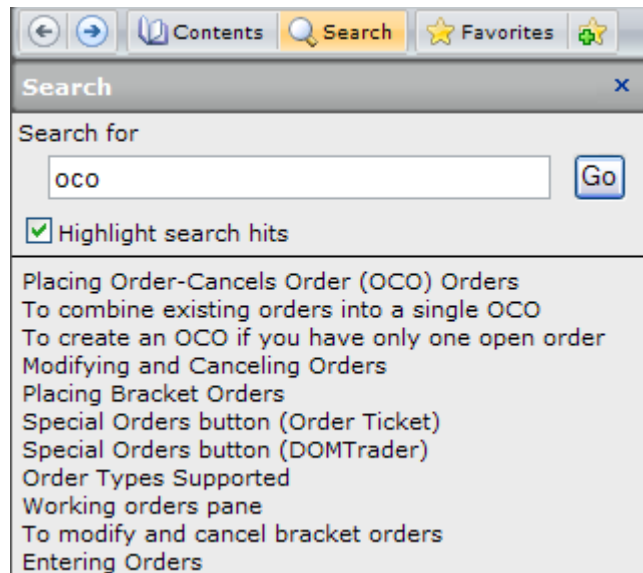 Contents Search Favorites
Search x
Search for
oco Go
Highlight search hits
Placing Order-Cancels Order (OCO) Orders
To combine existing orders into a single OCO
To create an OCO if you have only one open order
Modifying and Canceling Orders
Placing Bracket Orders
Special Orders button (Order Ticket)
Special Orders button (DOMTrader)
Order Types Supported
Working orders pane
To modify and cancel bracket orders
Entering Orders